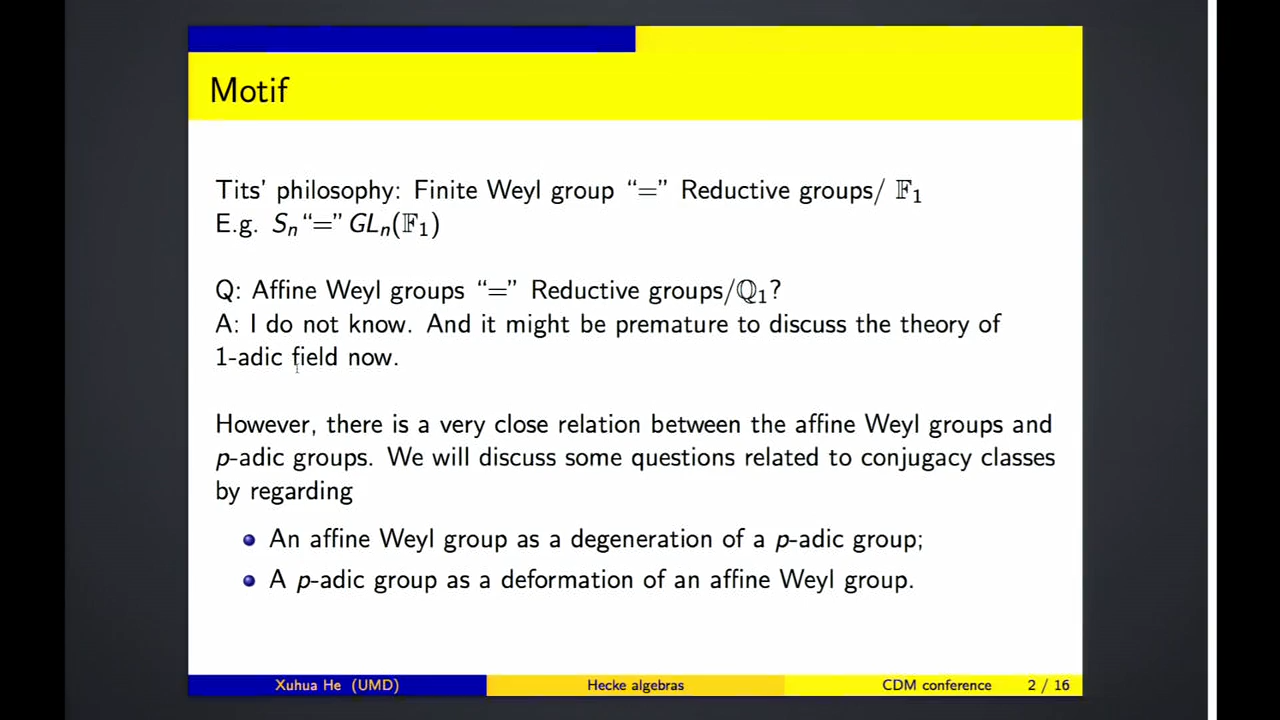 Motif
Tits' philosophy: Finite Weyl group “=” Reductive groups/ 𝔽₁
E.g. Sₙ “=” GLₙ(𝔽₁)
Q: Affine Weyl groups “=” Reductive groups/ℚ₁?
A: I do not know. And it might be premature to discuss the theory of
1-adic field now.
However, there is a very close relation between the affine Weyl groups and
p-adic groups. We will discuss some questions related to conjugacy classes
by regarding
An affine Weyl group as a degeneration of a p-adic group;
A p-adic group as a deformation of an affine Weyl group.
Xuhua He (UMD) Hecke algebras CDM conference 2 / 16